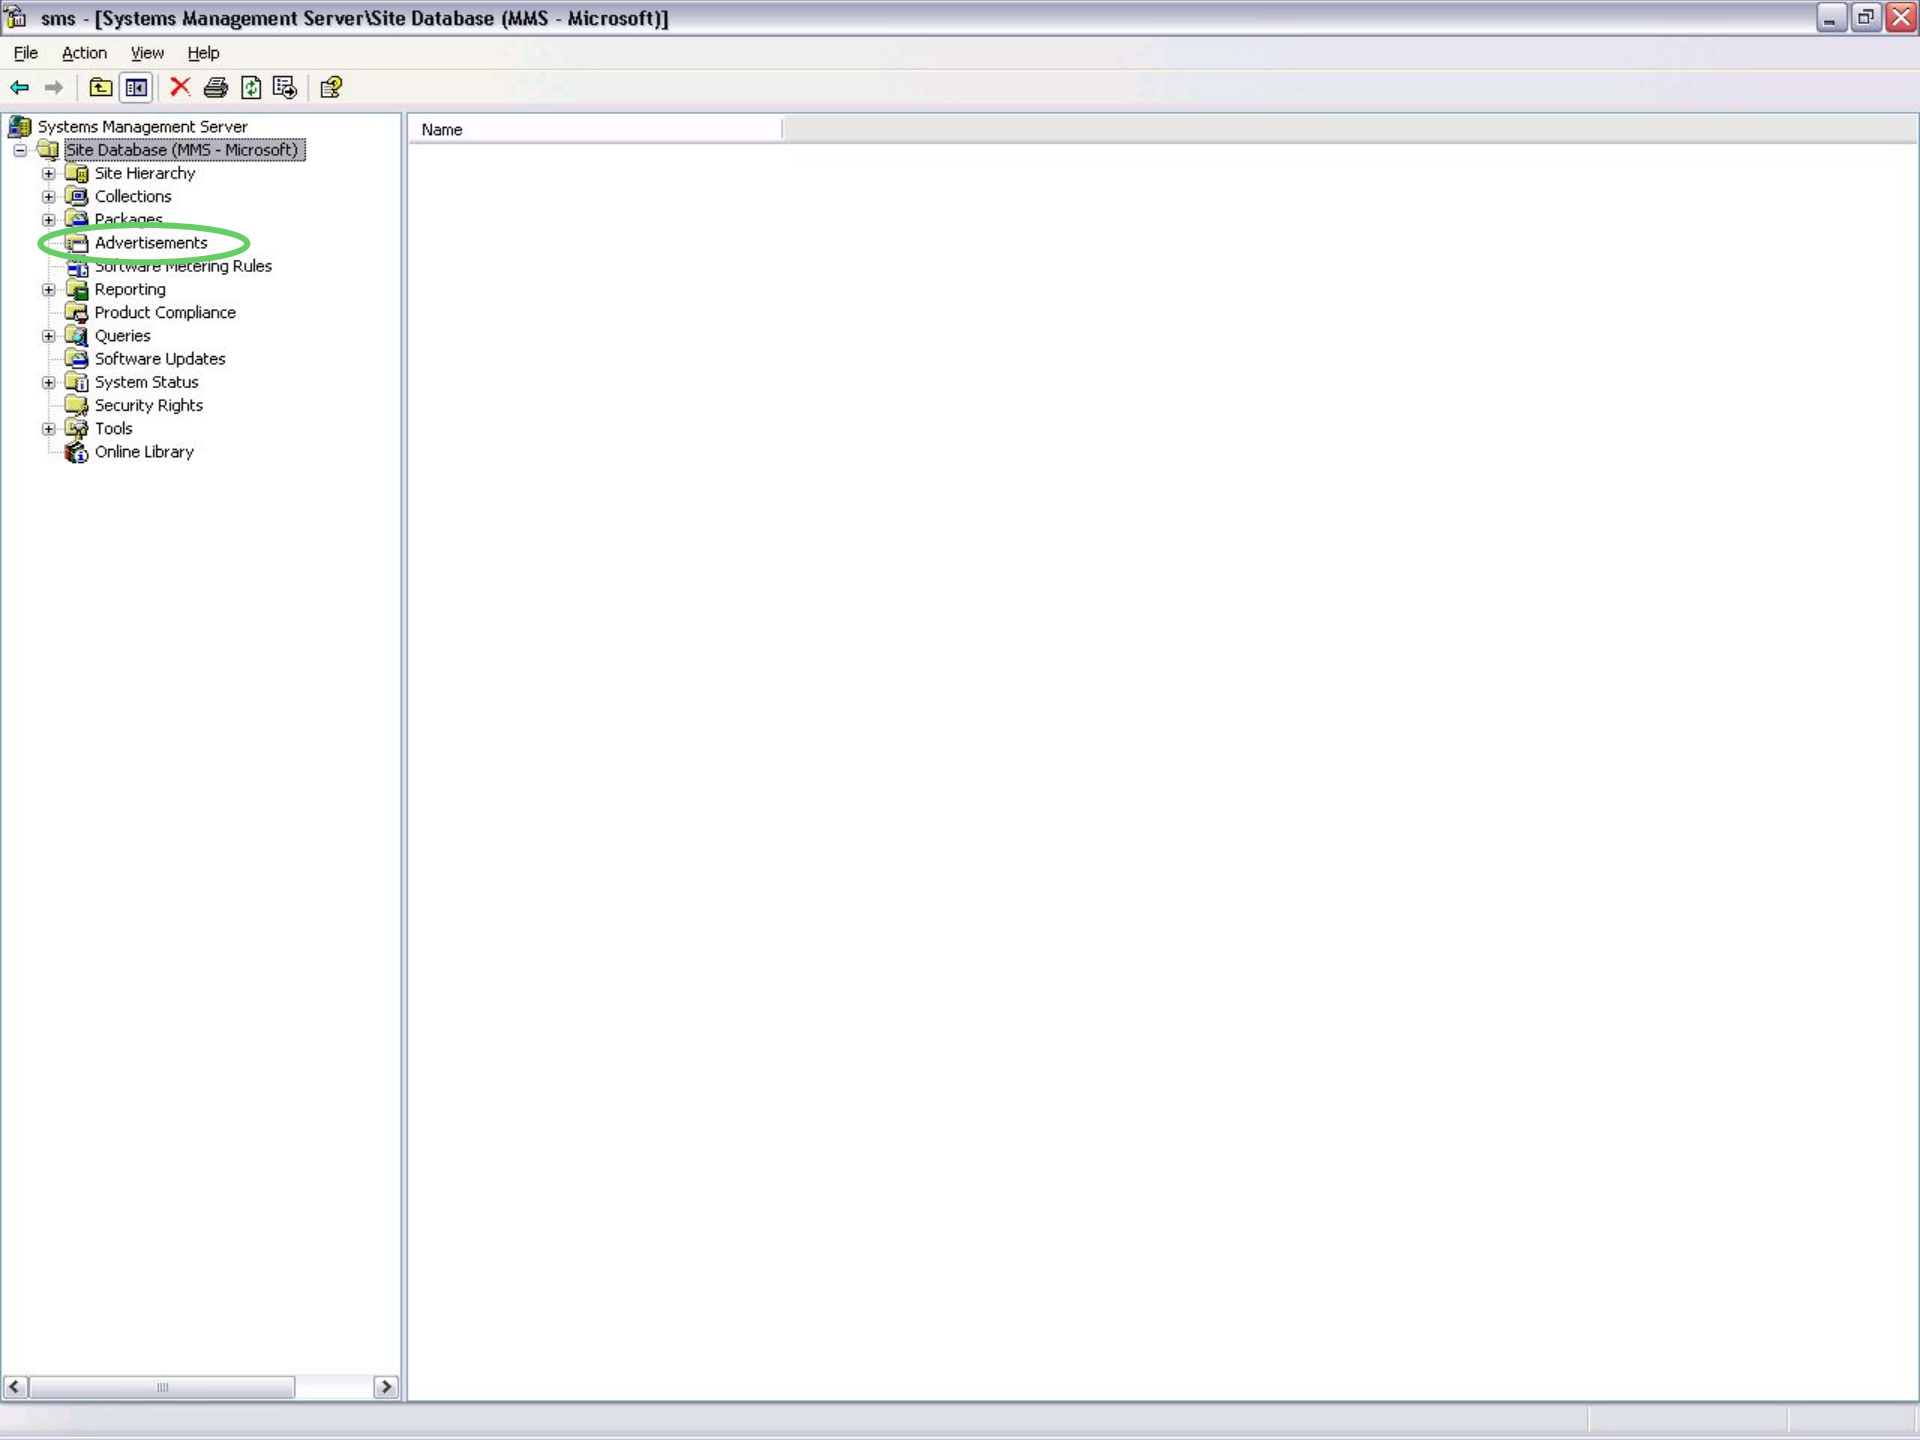 sms - [Systems Management Server\Site Database (MMS - Microsoft)]
File Action View Help
Systems Management Server
Name
Site Database (MMS - Microsoft)
Site Hierarchy
Collections
Packages
Advertisements
Software Metering Rules
Reporting
Product Compliance
Queries
Software Updates
System Status
Security Rights
Tools
Online Library